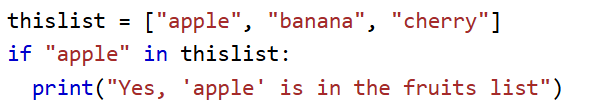 thislist = ["apple", "banana", "cherry"]
if "apple" in thislist:
  print("Yes, 'apple' is in the fruits list")